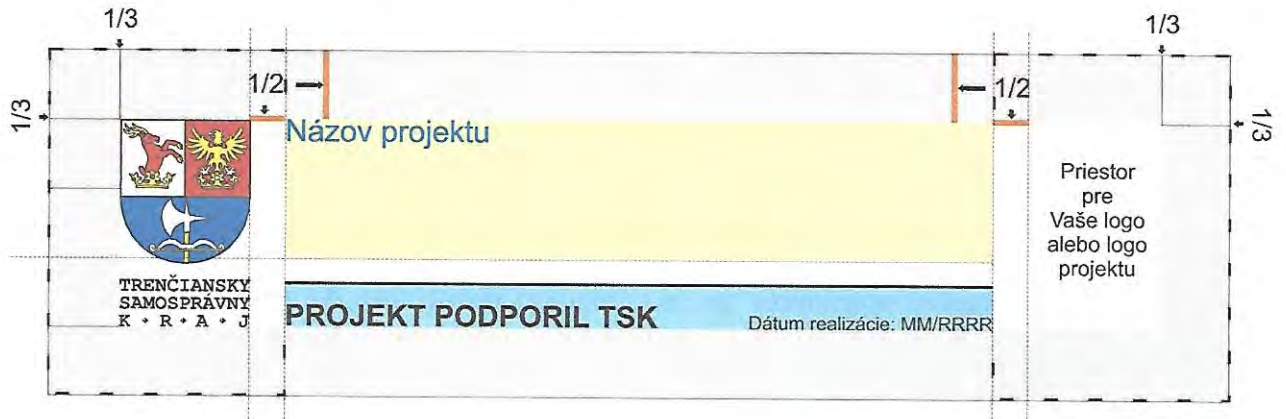 1/3
1/3
1/2
1/2
1/3
1/3
Názov projektu
Priestor
pre
Vaše logo
alebo logo
projektu
TRENČIANSKY
SAMOSPRÁVNY
K • R • A • J
PROJEKT PODPORIL TSK
Dátum realizácie: MM/RRRR